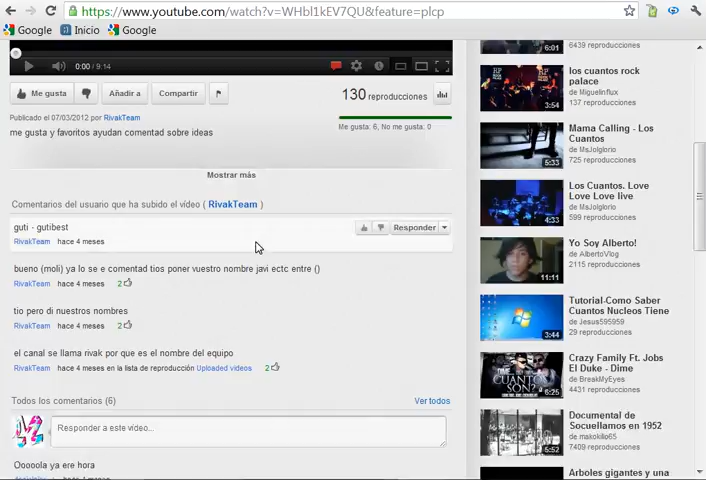 https://www.youtube.com/watch?v=WHbl1kEV7QU&feature=plcp
Google Inicio Google
0:00 / 9:14
Me gusta Añadir a Compartir
130 reproducciones
Publicado el 07/03/2012 por RivakTeam
Me gusta: 6, No me gusta: 0
me gusta y favoritos ayudan comentad sobre ideas
Mostrar más
Comentarios del usuario que ha subido el vídeo ( RivakTeam )
guti - gutibest
Responder
RivakTeam hace 4 meses
bueno (moli) ya lo se e comentad tios poner vuestro nombre javi ectc entre ()
RivakTeam hace 4 meses 2
tio pero di nuestros nombres
RivakTeam hace 4 meses 2
el canal se llama rivak por que es el nombre del equipo
RivakTeam hace 4 meses en la lista de reproducción Uploaded videos 2
Todos los comentarios (6) Ver todos
Responder a este vídeo...
Ooooola ya ere hora
6:01
6439 reproducciones
los cuantos rock
palace
de Miguelinflux
137 reproducciones
3:54
Mama Calling - Los
Cuantos
de MsJolglorio
725 reproducciones
5:33
Los Cuantos. Love
Love Love live
de MsJolglorio
599 reproducciones
4:33
Yo Soy Alberto!
de AlbertoVlog
2115 reproducciones
11:11
Tutorial-Como Saber
Cuantos Nucleos Tiene
de Jesus595959
29 reproducciones
3:44
Crazy Family Ft. Jobs
El Duke - Dime
de BreakMyEyes
4431 reproducciones
CUANTOS
SON?
6:25
Documental de
Socuellamos en 1952
de makokilo65
7409 reproducciones
5:52
Arboles gigantes y una